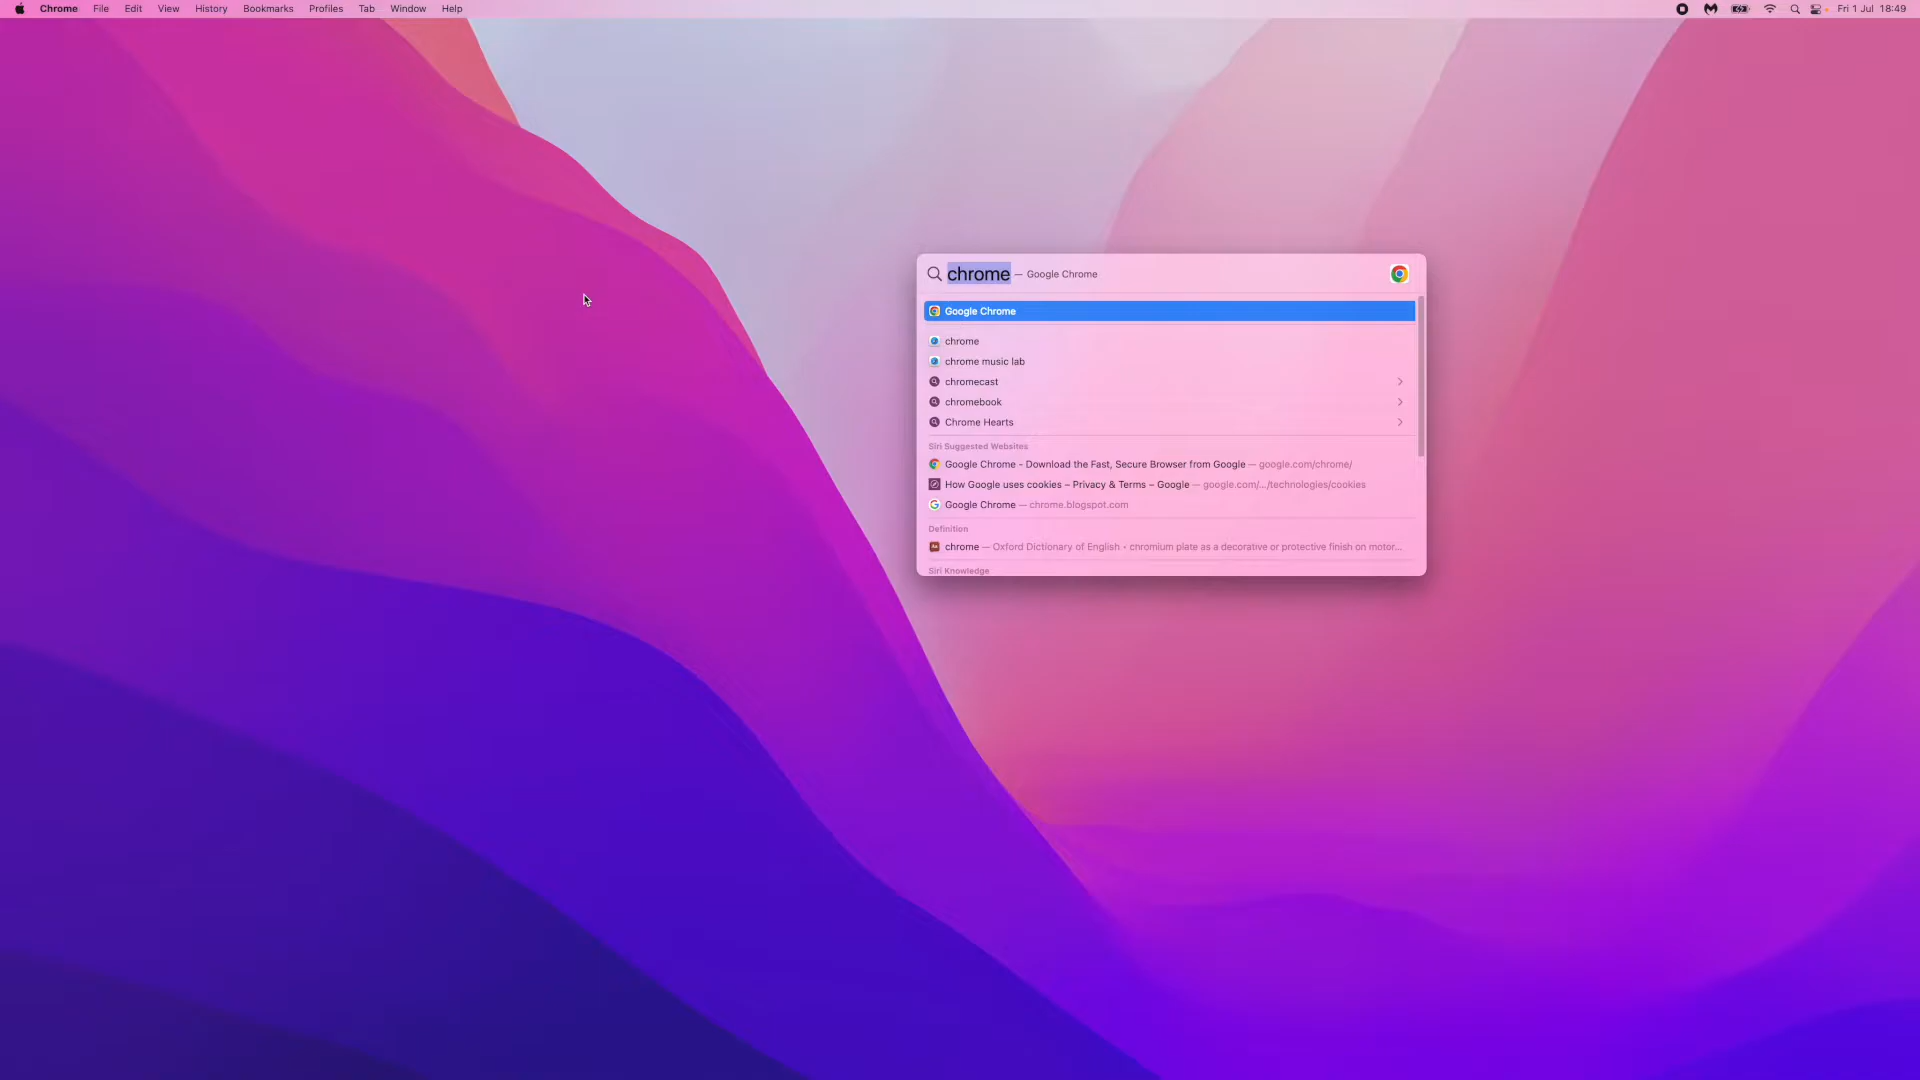 Chrome File Edit View History Bookmarks Profiles Tab Window Help Fri 1 Jul 18:49
chrome — Google Chrome
Google Chrome
chrome
chrome music lab
chromecast
chromebook
Chrome Hearts
Siri Suggested Websites
Google Chrome - Download the Fast, Secure Browser from Google — google.com/chrome/
How Google uses cookies – Privacy & Terms – Google — google.com/.../technologies/cookies
Google Chrome — chrome.blogspot.com
Definition
chrome — Oxford Dictionary of English • chromium plate as a decorative or protective finish on motor...
Siri Knowledge